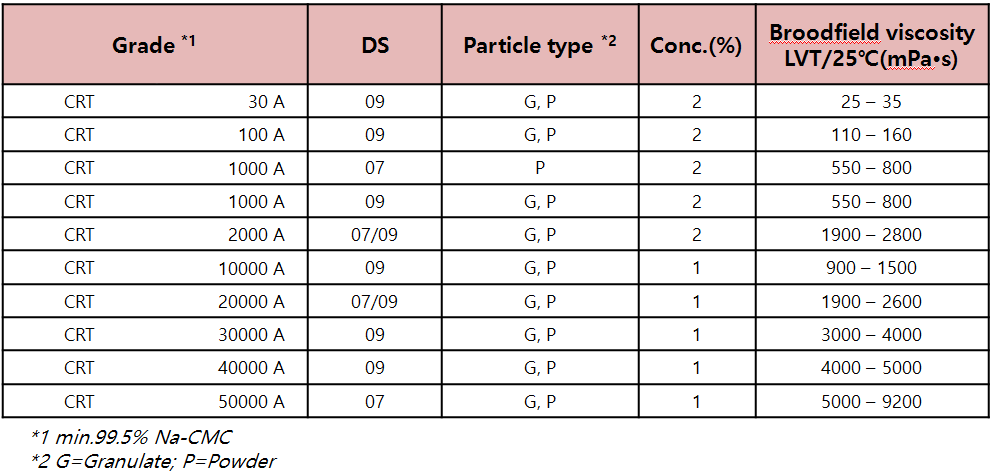 Grade *1 DS Particle type *2 Conc.(%) Broodfield viscosity
LVT/25℃(mPa•s)
CRT 30 A 09 G, P 2 25 – 35
CRT 100 A 09 G, P 2 110 – 160
CRT 1000 A 07 P 2 550 – 800
CRT 1000 A 09 G, P 2 550 – 800
CRT 2000 A 07/09 G, P 2 1900 – 2800
CRT 10000 A 09 G, P 1 900 – 1500
CRT 20000 A 07/09 G, P 1 1900 – 2600
CRT 30000 A 09 G, P 1 3000 – 4000
CRT 40000 A 09 G, P 1 4000 – 5000
CRT 50000 A 07 G, P 1 5000 – 9200
*1 min.99.5% Na-CMC
*2 G=Granulate; P=Powder